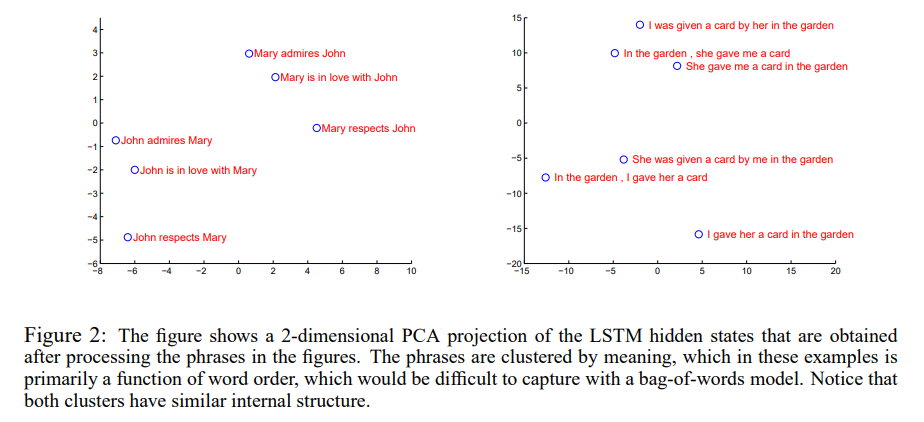 4
3
2
1
0
−1
−2
−3
−4
−5
−6
−8
−6
−4
−2
0
2
4
6
8
10
Mary admires John
Mary is in love with John
Mary respects John
John admires Mary
John is in love with Mary
John respects Mary
15
10
5
0
−5
−10
−15
−20
−15
−10
−5
0
5
10
15
20
I was given a card by her in the garden
In the garden , she gave me a card
She gave me a card in the garden
She was given a card by me in the garden
In the garden , I gave her a card
I gave her a card in the garden
Figure 2: The figure shows a 2-dimensional PCA projection of the LSTM hidden states that are obtained
after processing the phrases in the figures. The phrases are clustered by meaning, which in these examples is
primarily a function of word order, which would be difficult to capture with a bag-of-words model. Notice that
both clusters have similar internal structure.